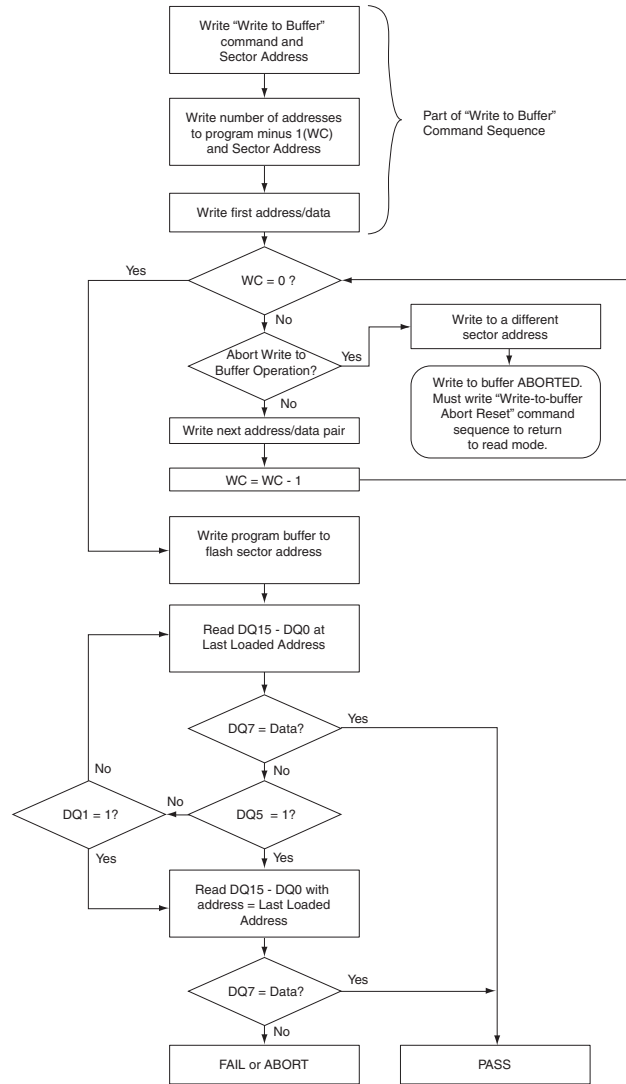 Write “Write to Buffer”
command and
Sector Address
Write number of addresses
to program minus 1(WC)
and Sector Address
Part of “Write to Buffer”
Command Sequence
Write first address/data
Yes
WC = 0 ?
No
Write to a different
sector address
Abort Write to
Buffer Operation?
Yes
No
Write to buffer ABORTED.
Must write “Write-to-buffer
Abort Reset” command
sequence to return
to read mode.
Write next address/data pair
WC = WC - 1
Write program buffer to
flash sector address
Read DQ15 - DQ0 at
Last Loaded Address
Yes
DQ7 = Data?
No
No
No
DQ1 = 1?
DQ5 = 1?
Yes
Yes
Read DQ15 - DQ0 with
address = Last Loaded
Address
Yes
DQ7 = Data?
No
FAIL or ABORT
PASS